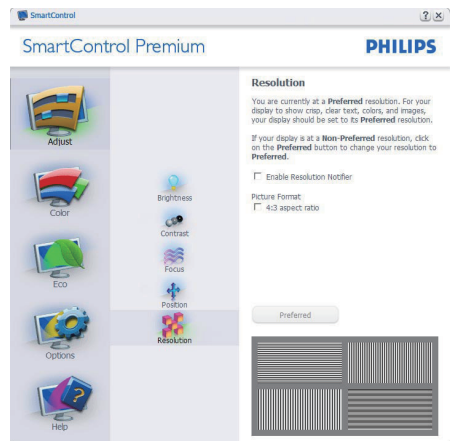 SmartControl
SmartControl Premium
PHILIPS
Adjust
Color
Eco
Options
Help
Brightness
Contrast
Focus
Position
Resolution
Resolution
You are currently at a Preferred resolution. For your
display to show crisp, clear text, colors, and images,
your display should be set to its Preferred resolution.
If your display is at a Non-Preferred resolution, click
on the Preferred button to change your resolution to
Preferred.
Enable Resolution Notifier
Picture Format
4:3 aspect ratio
Preferred